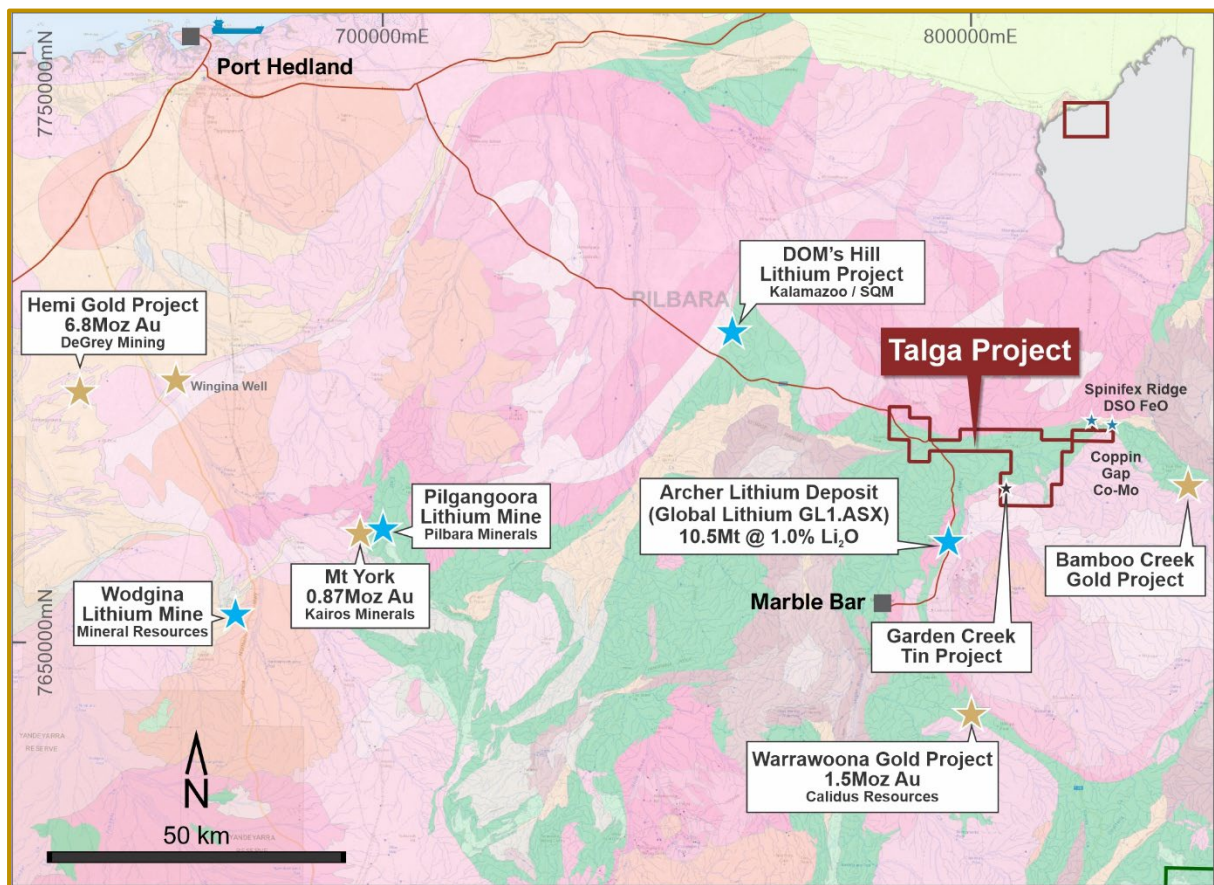 700000mE
800000mE
7750000mN
7650000mN
Port Hedland
PILBARA
DOM's Hill
Lithium Project
Kalamazoo / SQM
Hemi Gold Project
6.8Moz Au
DeGrey Mining
Wingina Well
Talga Project
Spinifex Ridge
DSO FeO
Coppin
Gap
Co-Mo
Pilgangoora
Lithium Mine
Pilbara Minerals
Archer Lithium Deposit
(Global Lithium GL1.ASX)
10.5Mt @ 1.0% Li₂O
Bamboo Creek
Gold Project
Mt York
0.87Moz Au
Kairos Minerals
Wodgina
Lithium Mine
Mineral Resources
Marble Bar
Garden Creek
Tin Project
Warrawoona Gold Project
1.5Moz Au
Calidus Resources
YANDEYARRA
RESERVE
YANDEYARRA
RESERVE
N
50 km